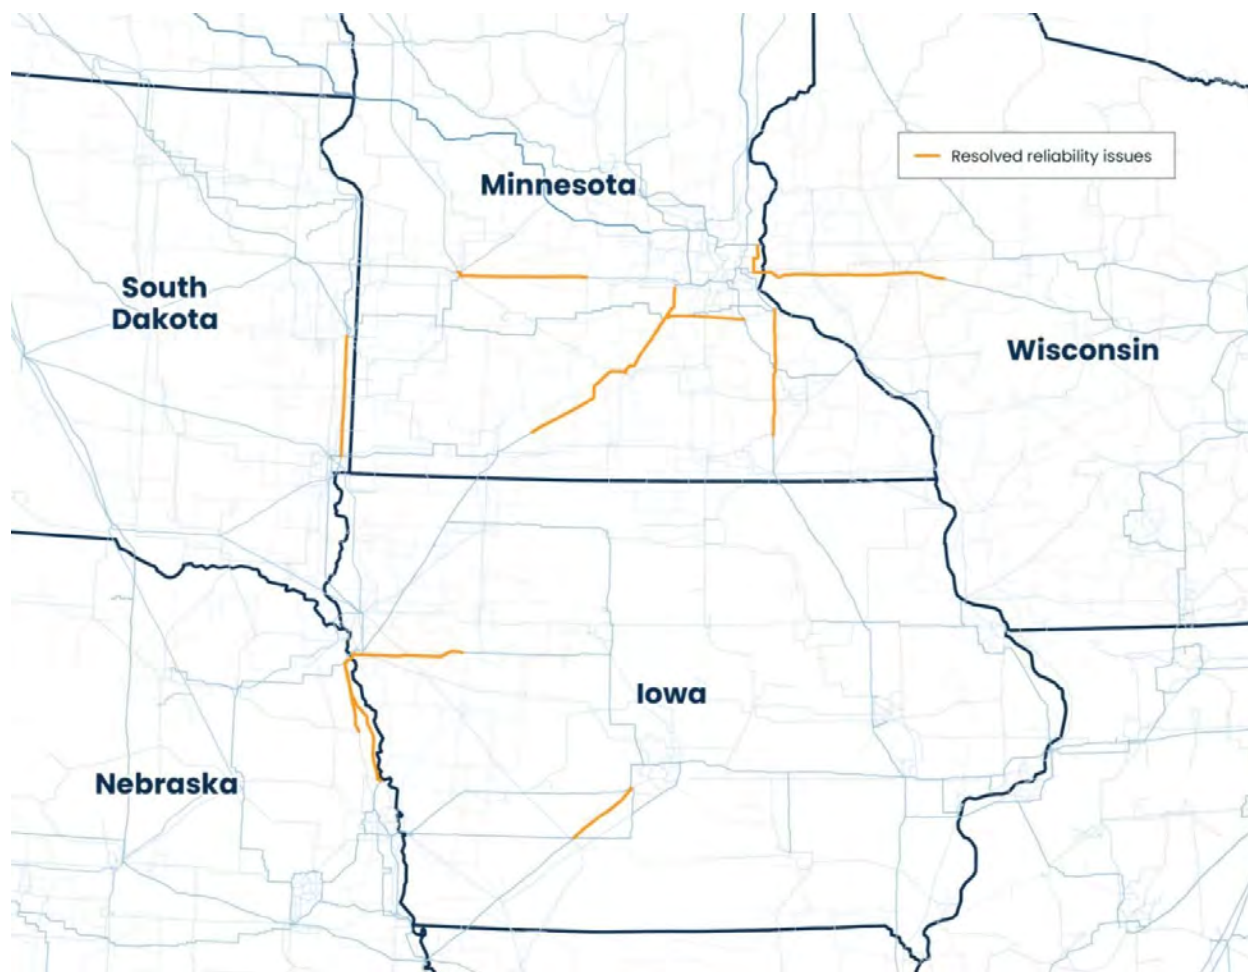 Resolved reliability issues
Minnesota
South
Dakota
Wisconsin
Iowa
Nebraska